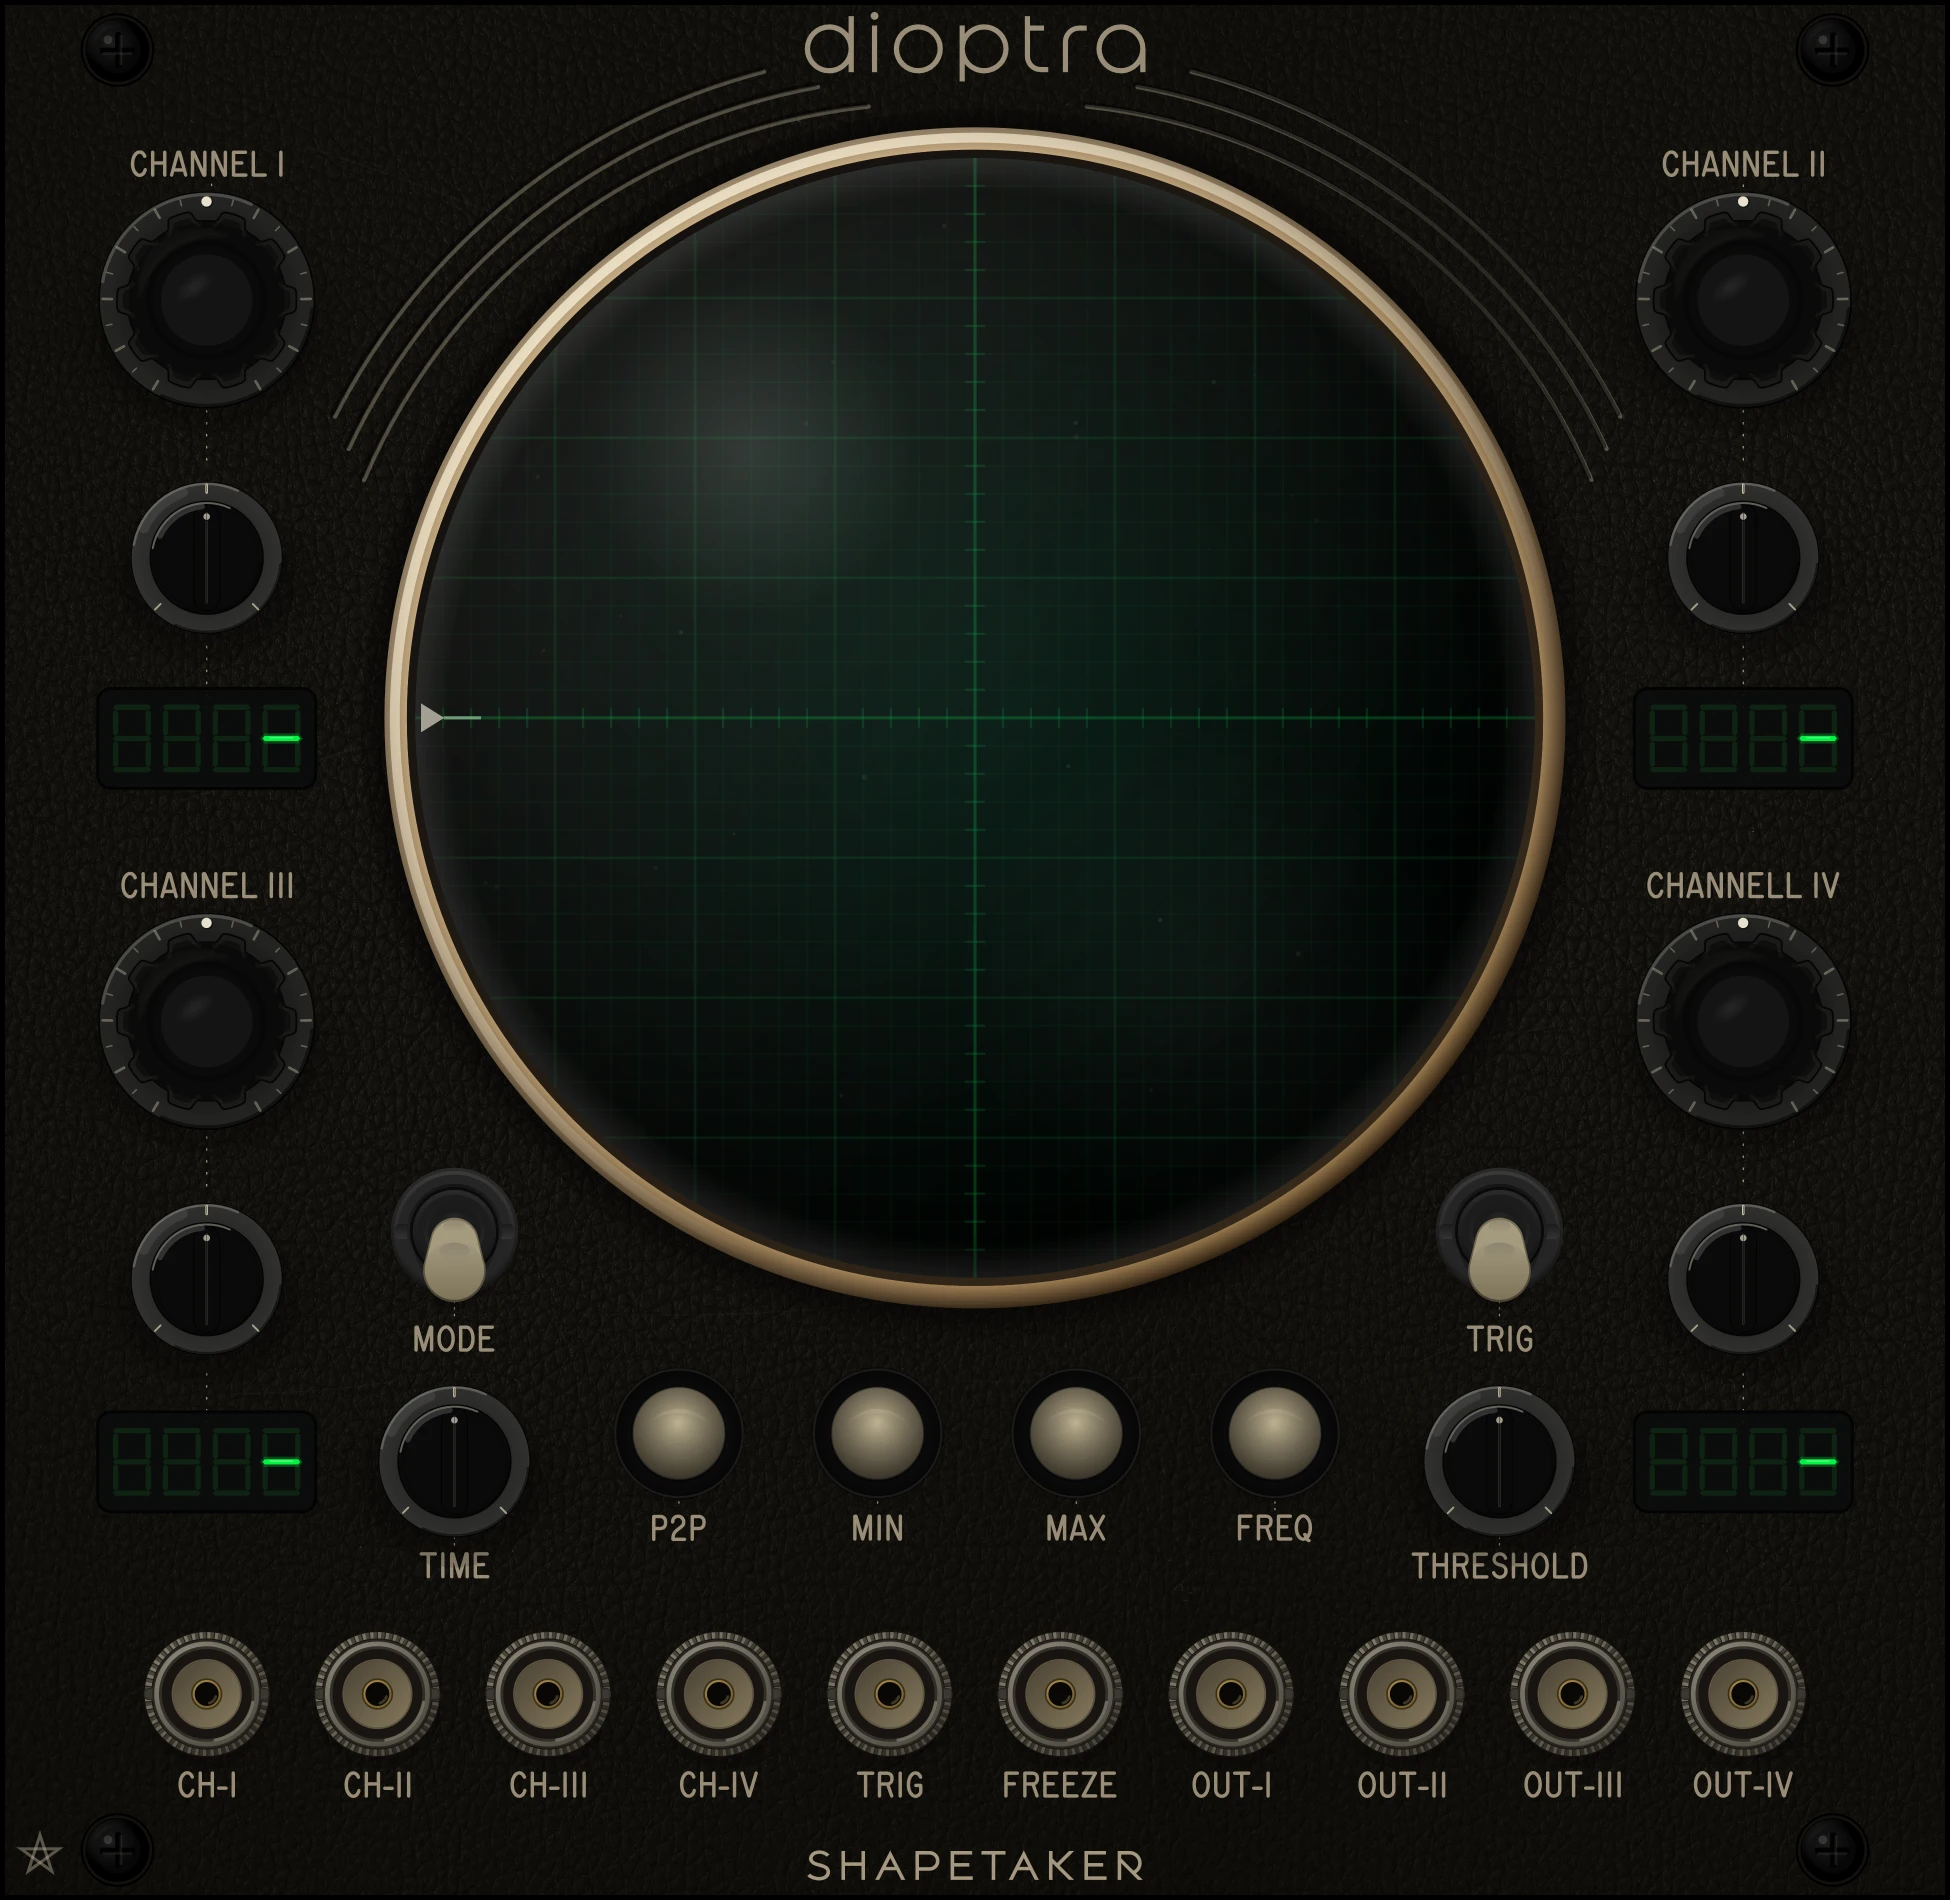 dioptra
CHANNEL I
CHANNEL II
CHANNEL III
CHANNELL IV
MODE
TRIG
P2P
MIN
MAX
FREQ
TIME
THRESHOLD
CH-I
CH-II
CH-III
CH-IV
TRIG
FREEZE
OUT-I
OUT-II
OUT-III
OUT-IV
SHAPETAKER